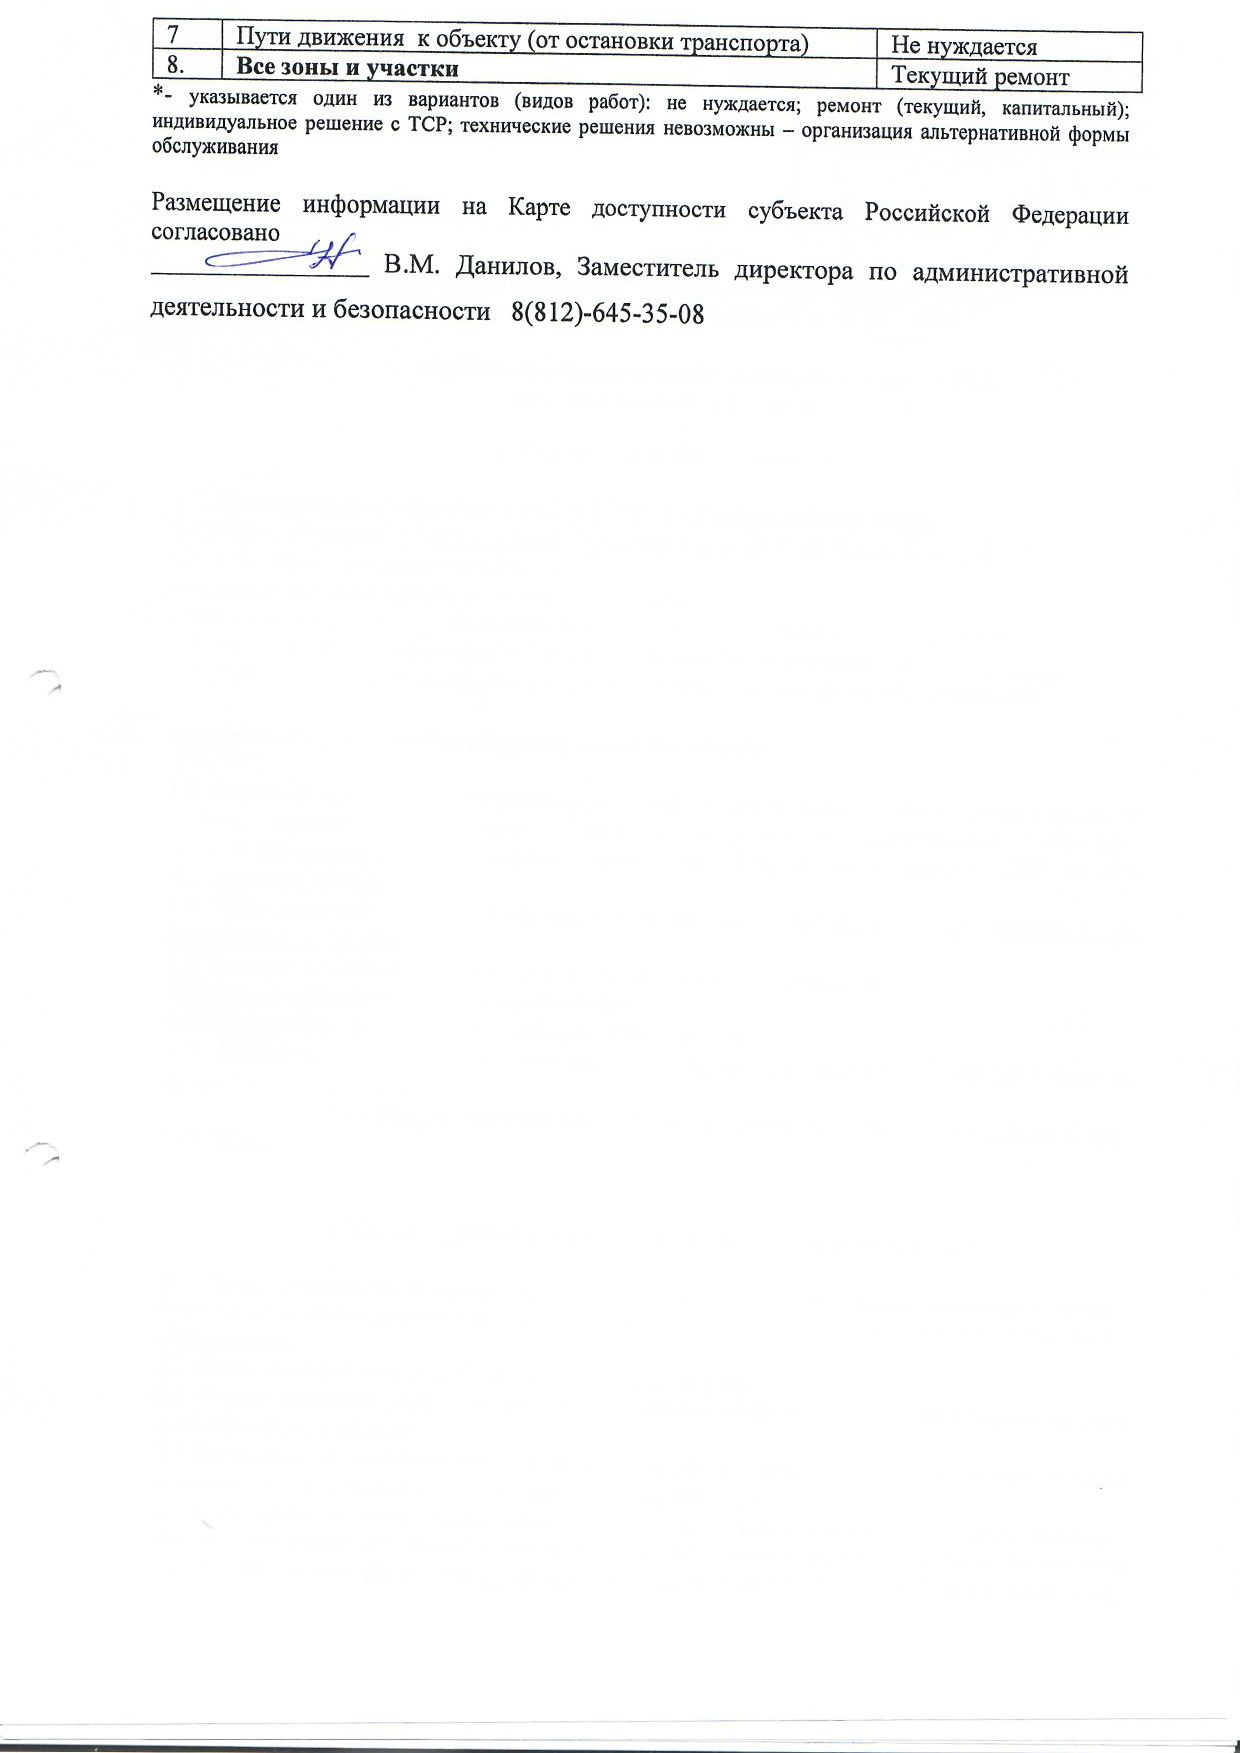 7 Пути движения к объекту (от остановки транспорта) Не нуждается
8. Все зоны и участки Текущий ремонт
*- указывается один из вариантов (видов работ): не нуждается; ремонт (текущий, капитальный);
индивидуальное решение с ТСР; технические решения невозможны – организация альтернативной формы
обслуживания
Размещение информации на Карте доступности субъекта Российской Федерации
согласовано
_________________ В.М. Данилов, Заместитель директора по административной
деятельности и безопасности 8(812)-645-35-08